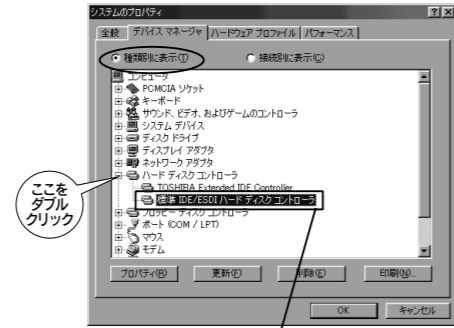 システムのプロパティ
全般 デバイス マネージャ ハードウェア プロファイル パフォーマンス
種類別に表示(T) 接続別に表示(C)
コンピュータ
PCMCIA ソケット
キーボード
サウンド、ビデオ、およびゲームのコントローラ
システム デバイス
ディスク ドライブ
ディスプレイ アダプタ
ネットワーク アダプタ
ハード ディスク コントローラ
TOSHIBA Extended IDE Controller
標準 IDE/ESDI ハード ディスク コントローラ
フロッピー ディスク コントローラ
ポート (COM / LPT)
マウス
モデム
ここを
ダブル
クリック
プロパティ(R) 更新(F) 削除(E) 印刷(N)...
OK キャンセル